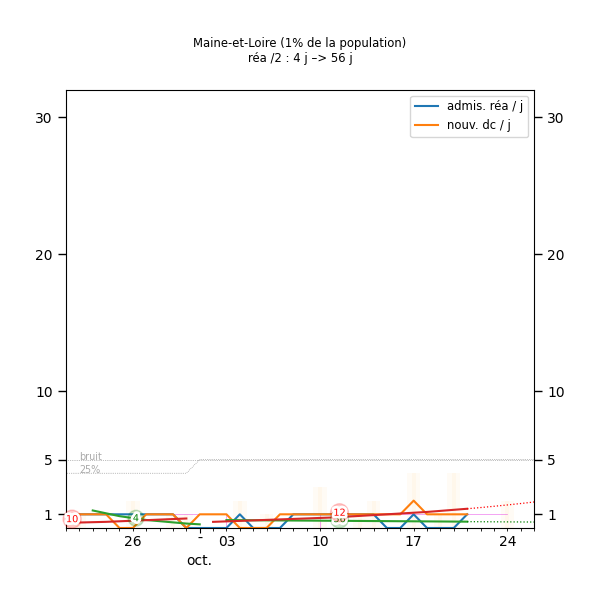 Maine-et-Loire (1% de la population)
réa /2 : 4 j –> 56 j
admis. réa / j
nouv. dc / j
30 30
20 20
10 10
5 5
bruit
25%
1 1
10 4 12
26 - 03 10 17 24
oct.